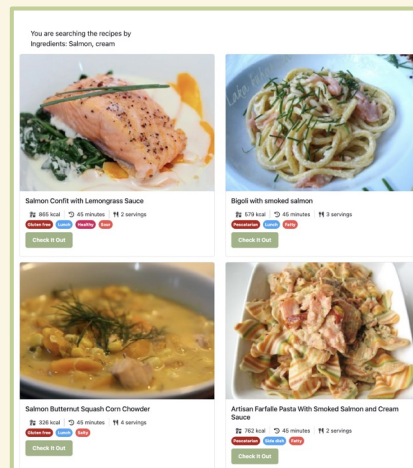 You are searching the recipes by
Ingredients: Salmon, cream
Salmon Confit with Lemongrass Sauce
865 kcal 45 minutes 2 servings
Gluten free Lunch Healthy Sour
Check It Out
Bigoli with smoked salmon
579 kcal 45 minutes 3 servings
Pescatarian Lunch Fatty
Check It Out
Salmon Butternut Squash Corn Chowder
326 kcal 45 minutes 4 servings
Gluten free Lunch Salty
Check It Out
Artisan Farfalle Pasta With Smoked Salmon and Cream
Sauce
762 kcal 45 minutes 2 servings
Pescatarian Side dish Fatty
Check It Out